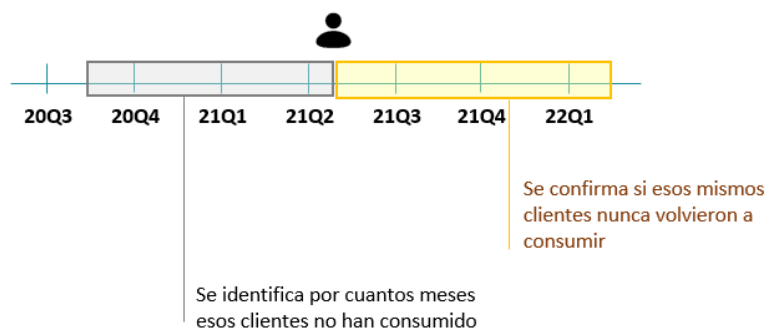 20Q3 20Q4 21Q1 21Q2 21Q3 21Q4 22Q1
Se confirma si esos mismos
clientes nunca volvieron a
consumir
Se identifica por cuantos meses
esos clientes no han consumido